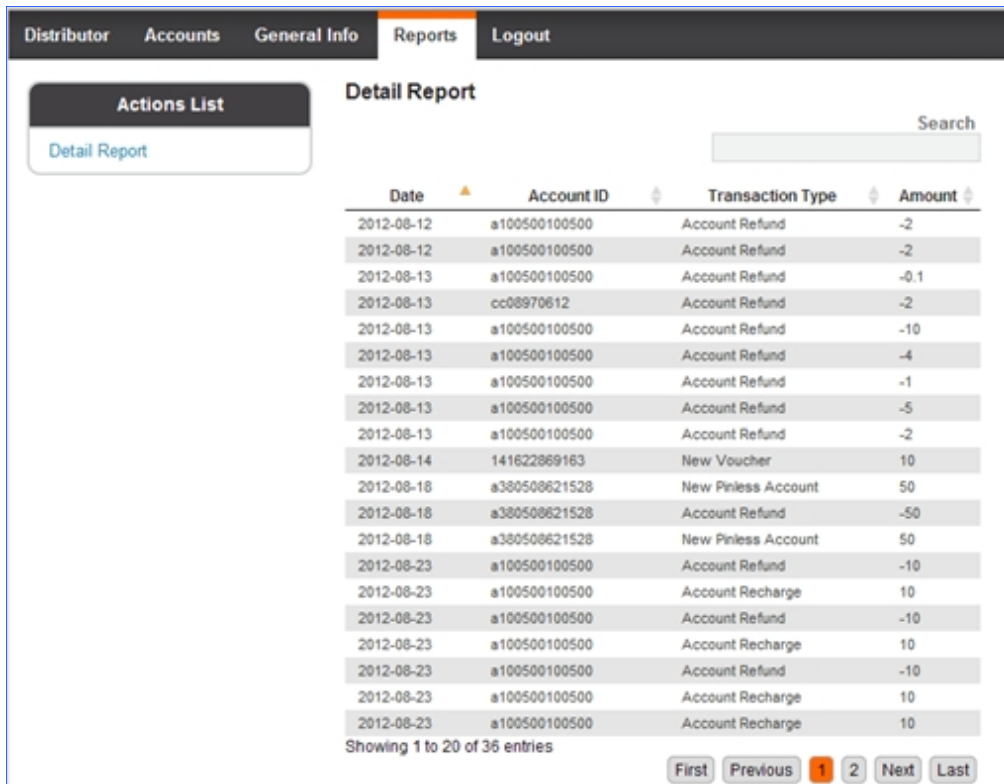 Distributor Accounts General Info Reports Logout
Actions List
Detail Report
Detail Report
Search
Date Account ID Transaction Type Amount
2012-08-12 a100500100500 Account Refund -2
2012-08-12 a100500100500 Account Refund -2
2012-08-13 a100500100500 Account Refund -0.1
2012-08-13 cc08970612 Account Refund -2
2012-08-13 a100500100500 Account Refund -10
2012-08-13 a100500100500 Account Refund -4
2012-08-13 a100500100500 Account Refund -1
2012-08-13 a100500100500 Account Refund -5
2012-08-13 a100500100500 Account Refund -2
2012-08-14 141622869163 New Voucher 10
2012-08-18 a380508621528 New Pinless Account 50
2012-08-18 a380508621528 Account Refund -50
2012-08-18 a380508621528 New Pinless Account 50
2012-08-23 a100500100500 Account Refund -10
2012-08-23 a100500100500 Account Recharge 10
2012-08-23 a100500100500 Account Refund -10
2012-08-23 a100500100500 Account Recharge 10
2012-08-23 a100500100500 Account Refund -10
2012-08-23 a100500100500 Account Recharge 10
2012-08-23 a100500100500 Account Recharge 10
Showing 1 to 20 of 36 entries
First Previous 1 2 Next Last